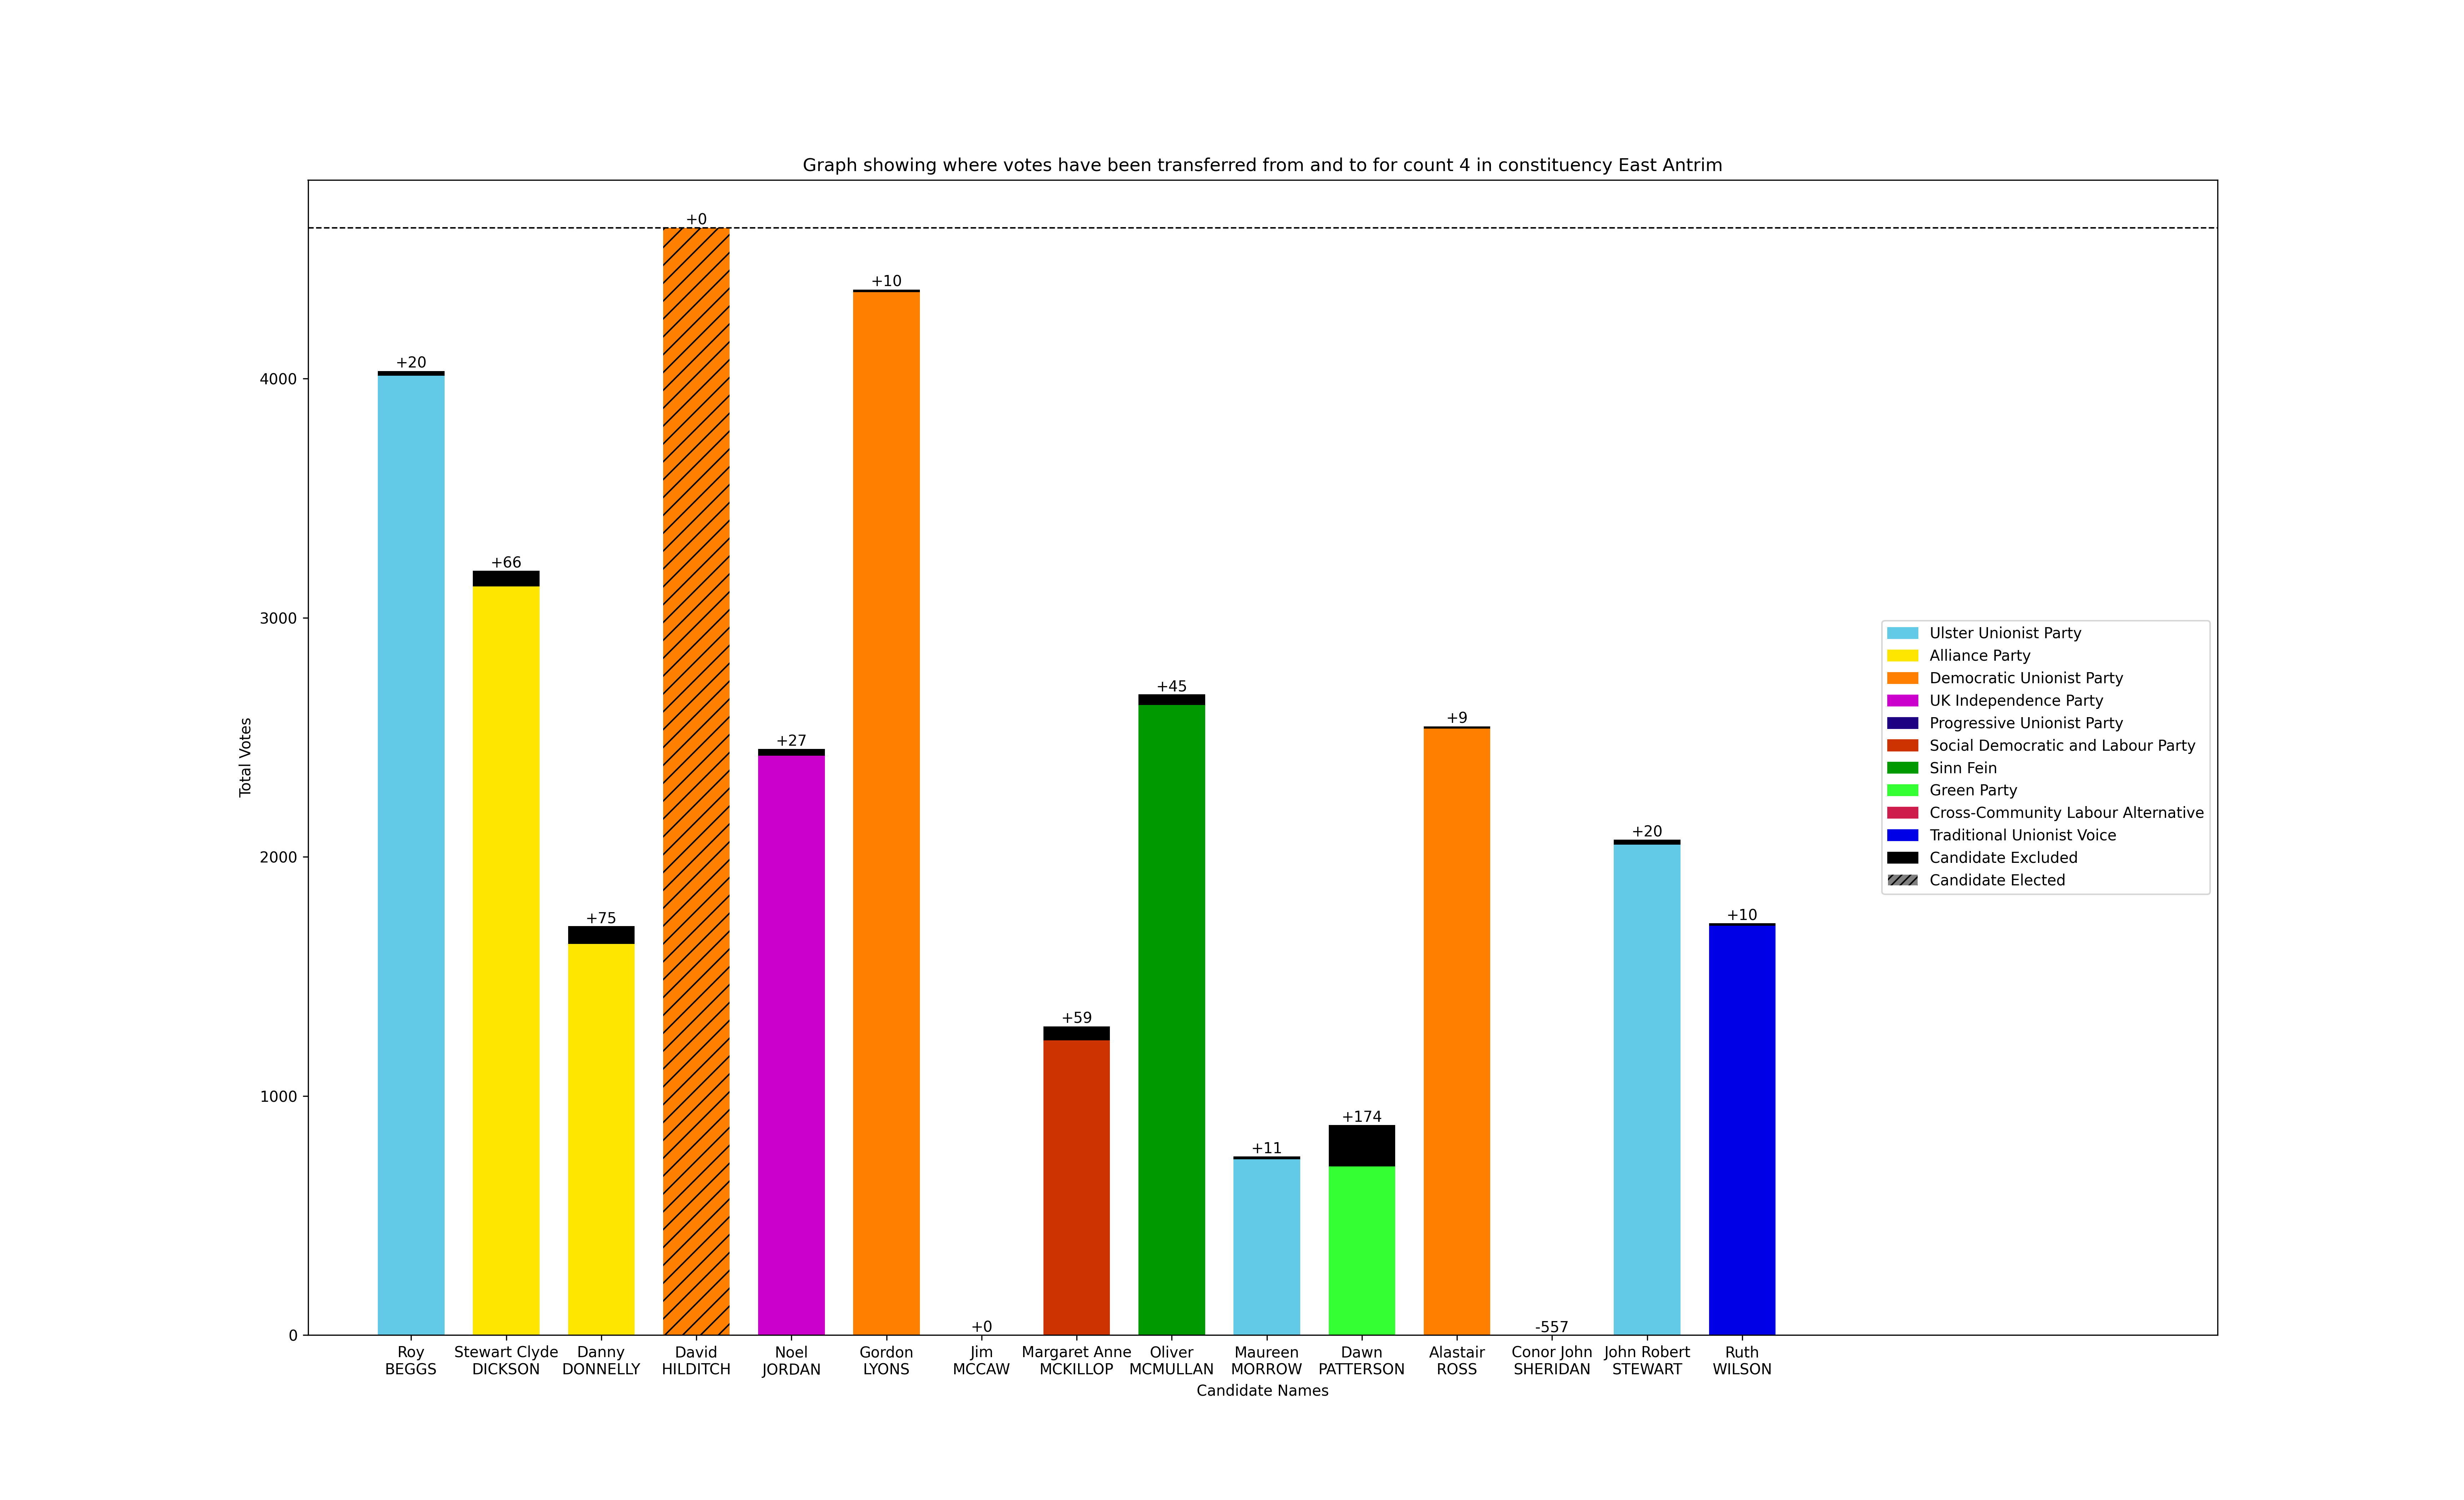 Graph showing where votes have been transferred from and to for count 4 in constituency East Antrim
Total Votes
4000
3000
2000
1000
0
+20
+66
+75
+0
+27
+10
+0
+59
+45
+11
+174
+9
-557
+20
+10
Roy
BEGGS
Stewart Clyde
DICKSON
Danny
DONNELLY
David
HILDITCH
Noel
JORDAN
Gordon
LYONS
Jim
MCCAW
Margaret Anne
MCKILLOP
Oliver
MCMULLAN
Maureen
MORROW
Dawn
PATTERSON
Alastair
ROSS
Conor John
SHERIDAN
John Robert
STEWART
Ruth
WILSON
Candidate Names
Ulster Unionist Party
Alliance Party
Democratic Unionist Party
UK Independence Party
Progressive Unionist Party
Social Democratic and Labour Party
Sinn Fein
Green Party
Cross-Community Labour Alternative
Traditional Unionist Voice
Candidate Excluded
Candidate Elected